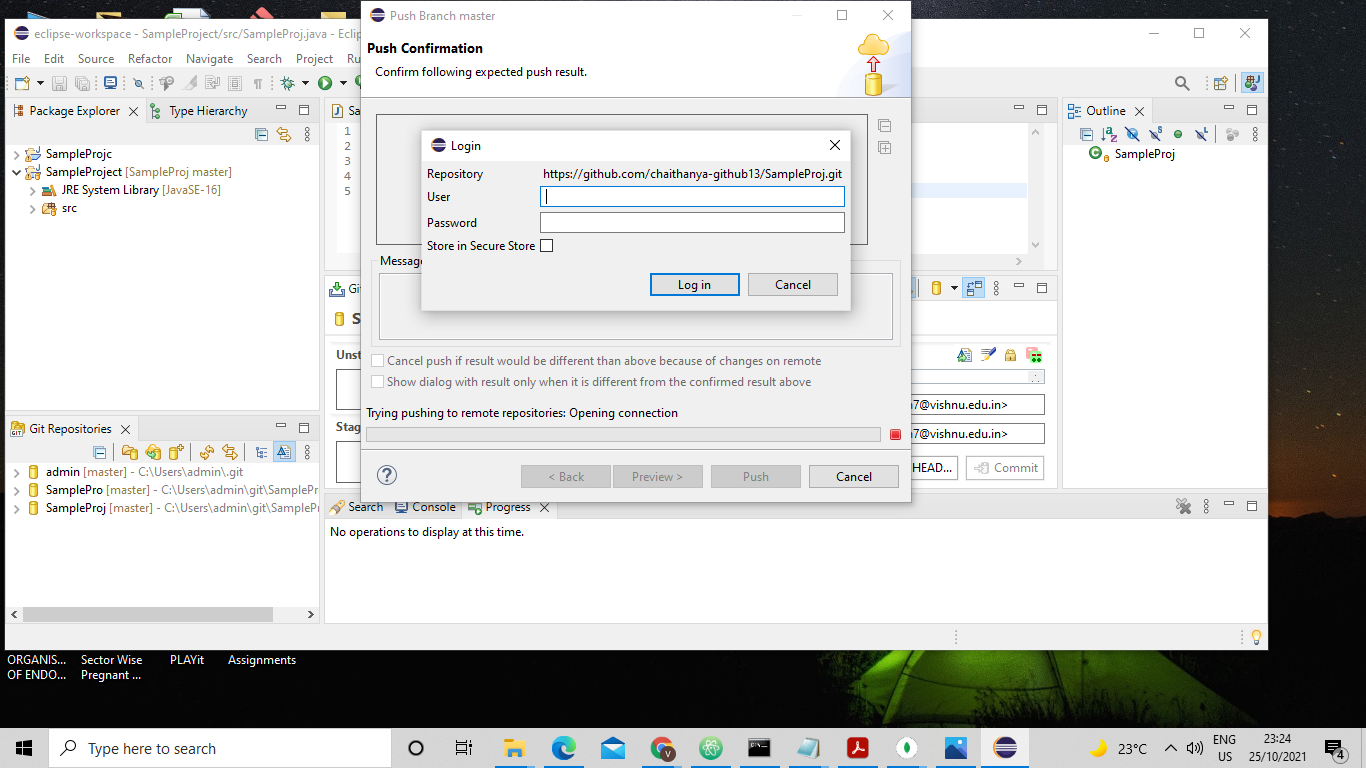 Push Branch master
eclipse-workspace - SampleProject/src/SampleProj.java - Eclip
File Edit Source Refactor Navigate Search Project Ru
Push Confirmation
Confirm following expected push result.
Package Explorer Type Hierarchy
SampleProjc
SampleProject [SampleProj master]
JRE System Library [JavaSE-16]
src
Sa
1
2
3
4
5
Outline
SampleProj
Login
Repository https://github.com/chaithanya-github13/SampleProj.git
User
Password
Store in Secure Store
Log in Cancel
Messag
Gi
S
Unst
Stag
Cancel push if result would be different than above because of changes on remote
Show dialog with result only when it is different from the confirmed result above
Trying pushing to remote repositories: Opening connection
7@vishnu.edu.in>
7@vishnu.edu.in>
HEAD... Commit
< Back Preview > Push Cancel
Git Repositories
admin [master] - C:\Users\admin\.git
SamplePro [master] - C:\Users\admin\git\SamplePr
SampleProj [master] - C:\Users\admin\git\SampleP
Search Console Progress
No operations to display at this time.
ORGANIS...
OF ENDO...
Sector Wise
Pregnant ...
PLAYit
Assignments
Type here to search
23°C
ENG
US
23:24
25/10/2021
4